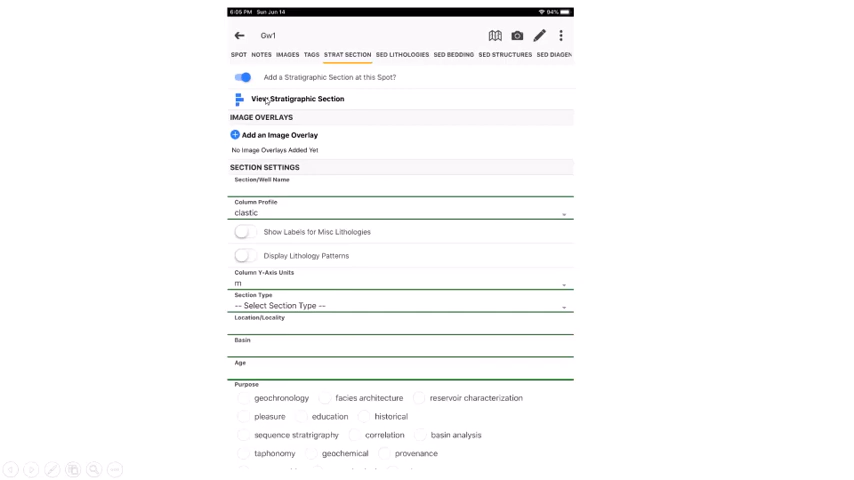 6:05 PM Sun Jun 14 94%
Gw1
SPOT NOTES IMAGES TAGS STRAT SECTION SED LITHOLOGIES SED BEDDING SED STRUCTURES SED DIAGEN
Add a Stratigraphic Section at this Spot?
View Stratigraphic Section
IMAGE OVERLAYS
Add an Image Overlay
No Image Overlays Added Yet
SECTION SETTINGS
Section/Well Name
Column Profile
clastic
Show Labels for Misc Lithologies
Display Lithology Patterns
Column Y-Axis Units
m
Section Type
-- Select Section Type --
Location/Locality
Basin
Age
Purpose
geochronology facies architecture reservoir characterization
pleasure education historical
sequence stratigraphy correlation basin analysis
taphonomy geochemical provenance